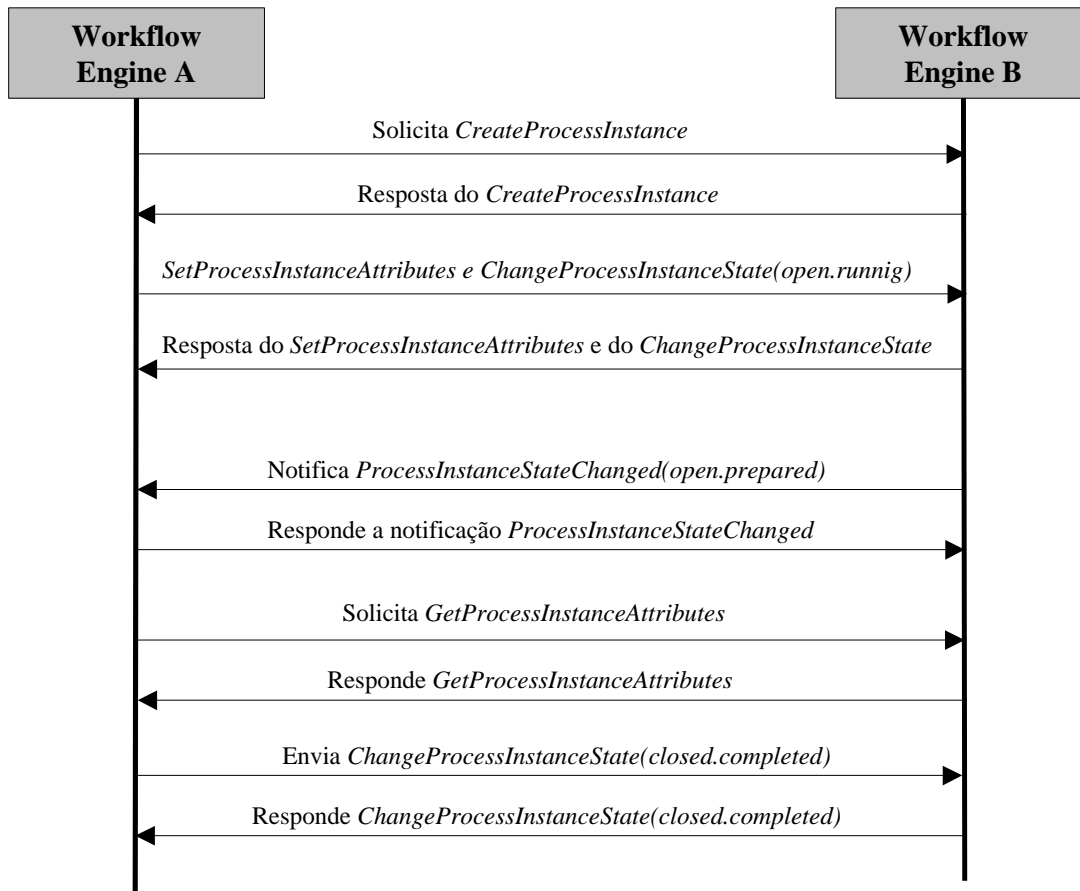 Workflow
Engine A
Workflow
Engine B
Solicita CreateProcessInstance
Resposta do CreateProcessInstance
SetProcessInstanceAttributes e ChangeProcessInstanceState(open.runnig)
Resposta do SetProcessInstanceAttributes e do ChangeProcessInstanceState
Notifica ProcessInstanceStateChanged(open.prepared)
Responde a notificação ProcessInstanceStateChanged
Solicita GetProcessInstanceAttributes
Responde GetProcessInstanceAttributes
Envia ChangeProcessInstanceState(closed.completed)
Responde ChangeProcessInstanceState(closed.completed)